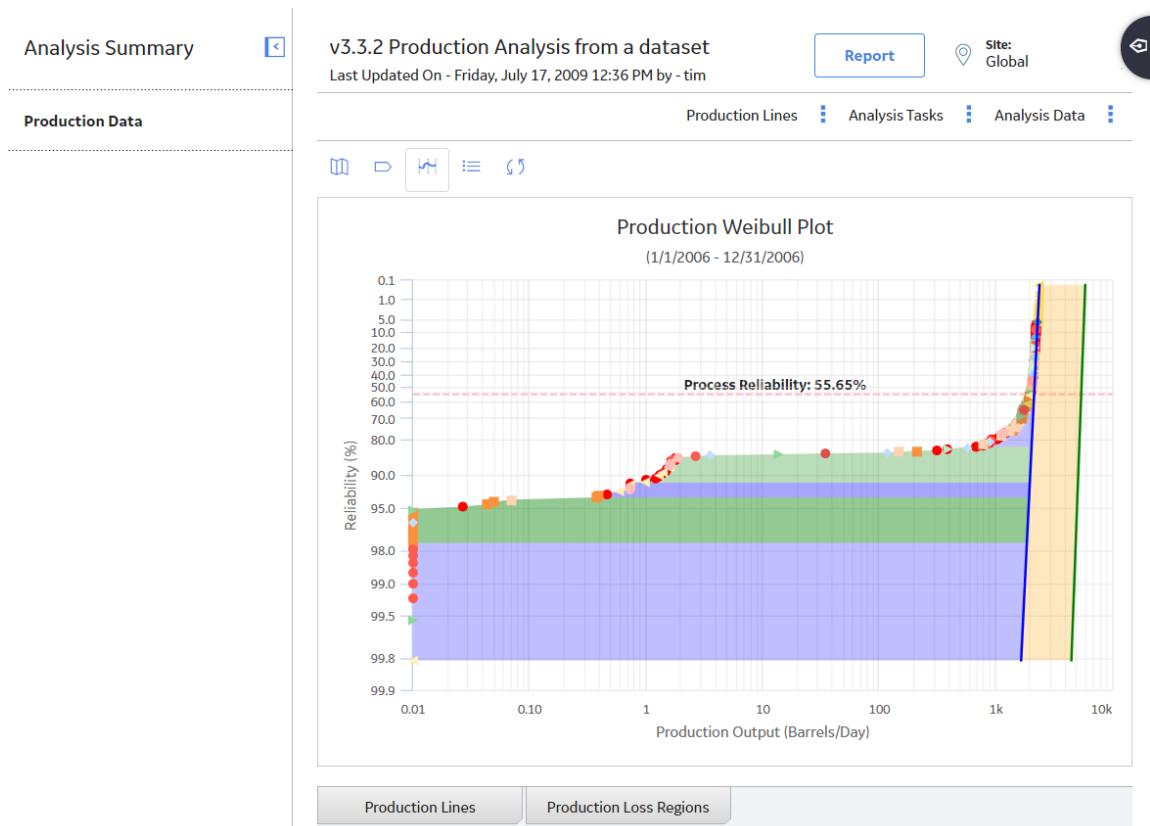 Analysis Summary
Production Data
v3.3.2 Production Analysis from a dataset
Last Updated On - Friday, July 17, 2009 12:36 PM by - tim
Report
Site:
Global
Production Lines
Analysis Tasks
Analysis Data
Production Weibull Plot
(1/1/2006 - 12/31/2006)
Reliability (%)
0.1
1.0
5.0
10.0
20.0
30.0
40.0
50.0
60.0
70.0
80.0
90.0
95.0
98.0
99.0
99.5
99.8
99.9
Process Reliability: 55.65%
0.01 0.10 1 10 100 1k 10k
Production Output (Barrels/Day)
Production Lines
Production Loss Regions